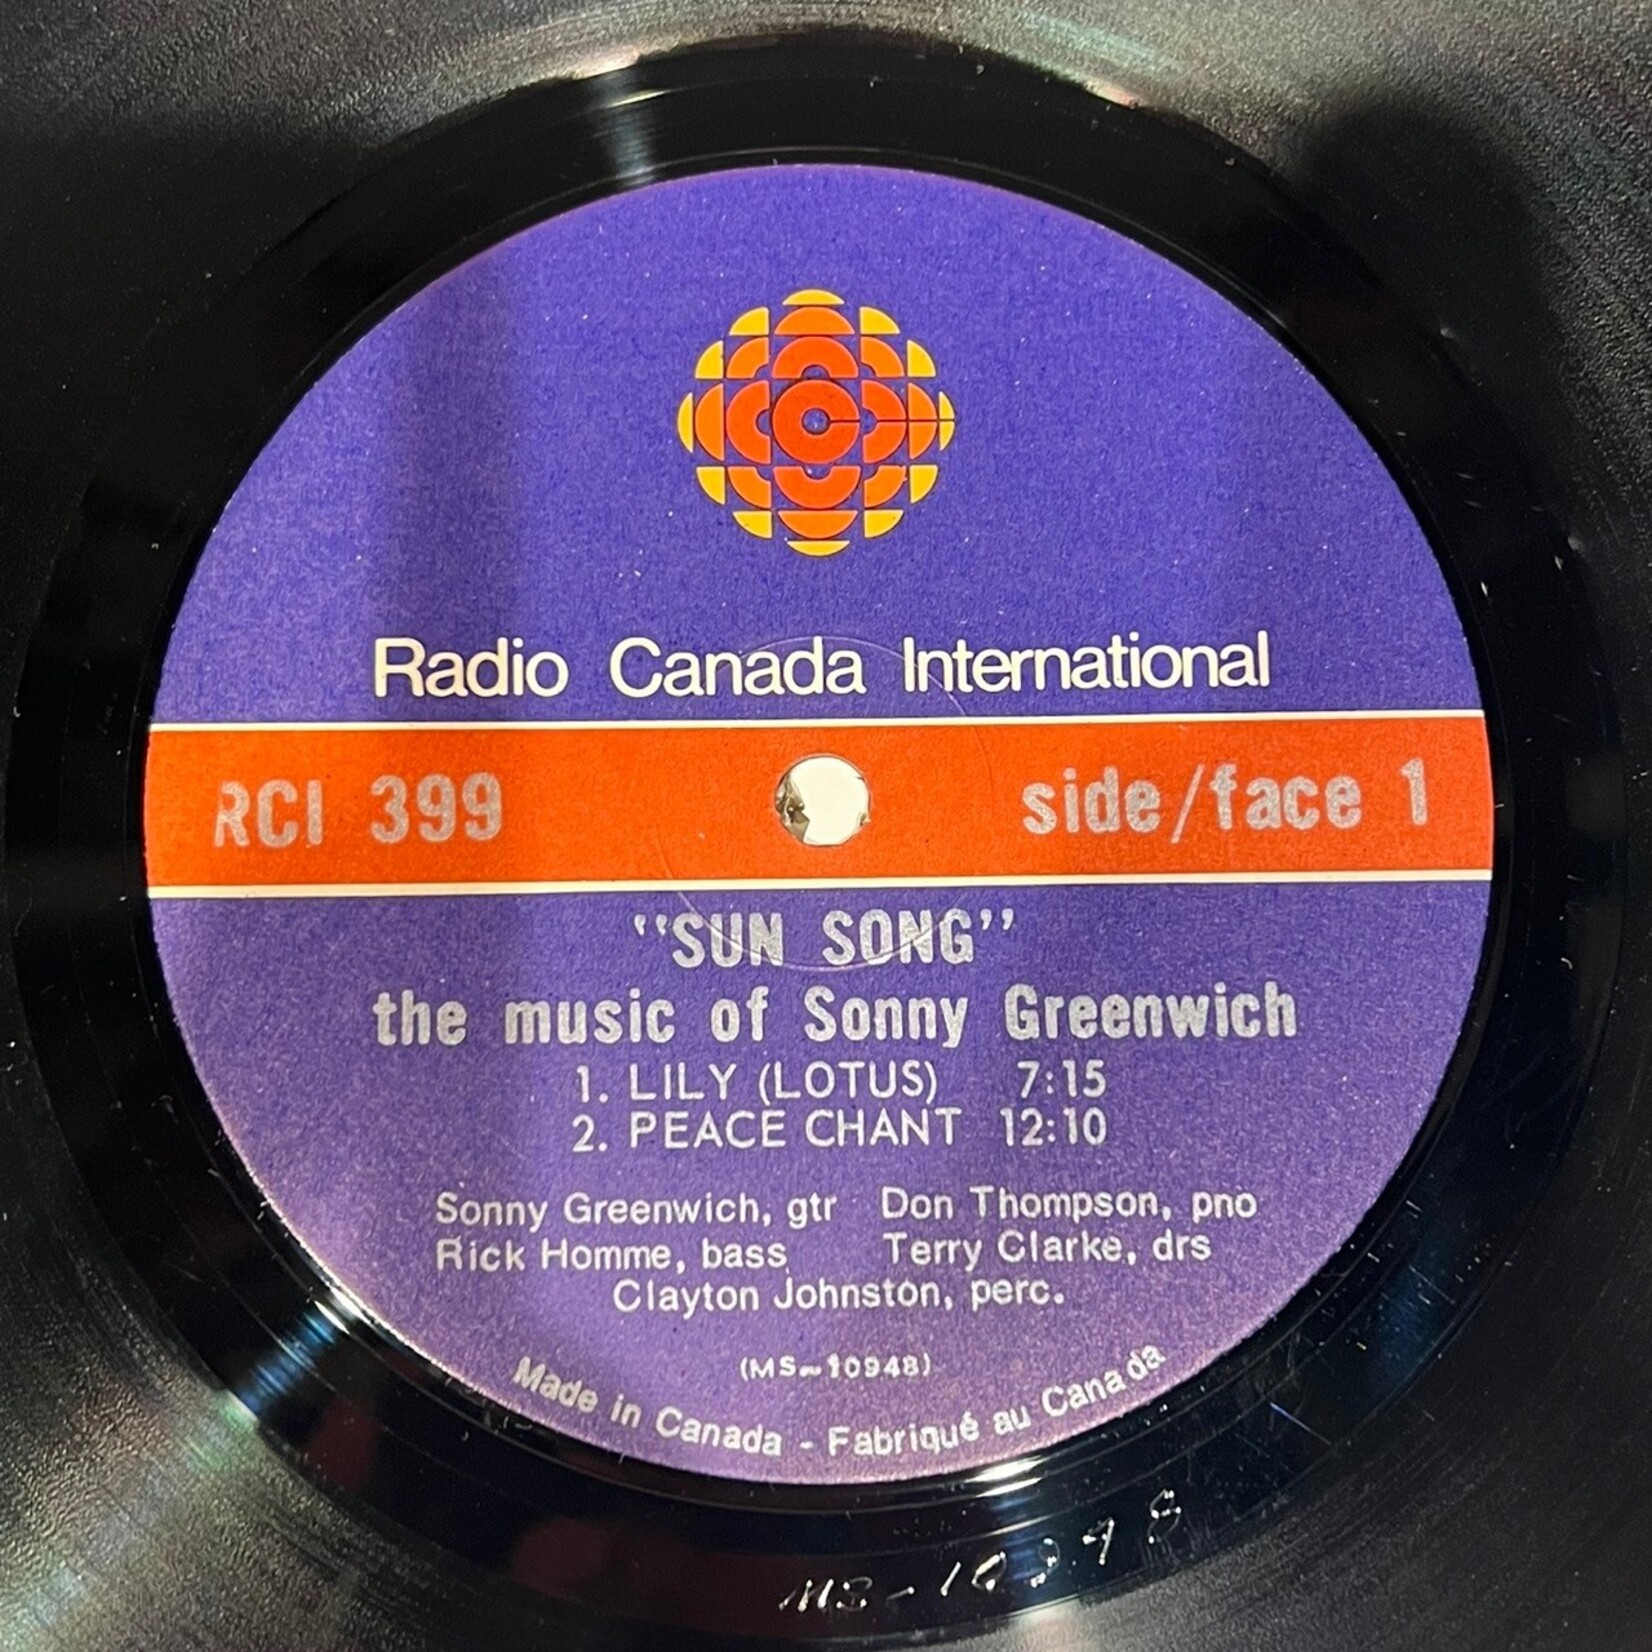 Radio Canada International
RCI 399
side/face 1
"SUN SONG"
the music of Sonny Greenwich
1. LILY (LOTUS) 7:15
2. PEACE CHANT 12:10
Sonny Greenwich, gtr Don Thompson, pno
Rick Homme, bass Terry Clarke, drs
Clayton Johnston, perc.
(MS-10948)
Made in Canada - Fabriqué au Canada
MS-10948